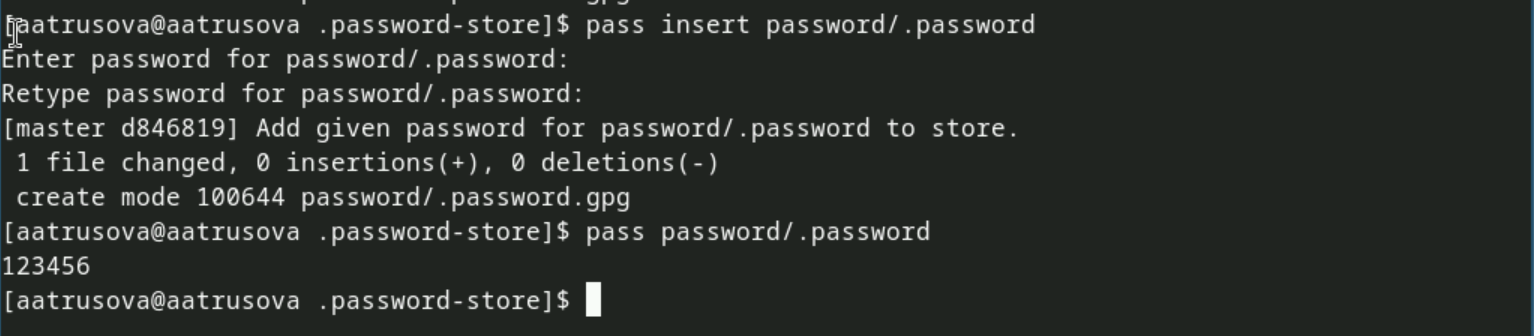 [aatrusova@aatrusova .password-store]$ pass insert password/.password
Enter password for password/.password:
Retype password for password/.password:
[master d846819] Add given password for password/.password to store.
 1 file changed, 0 insertions(+), 0 deletions(-)
 create mode 100644 password/.password.gpg
[aatrusova@aatrusova .password-store]$ pass password/.password
123456
[aatrusova@aatrusova .password-store]$